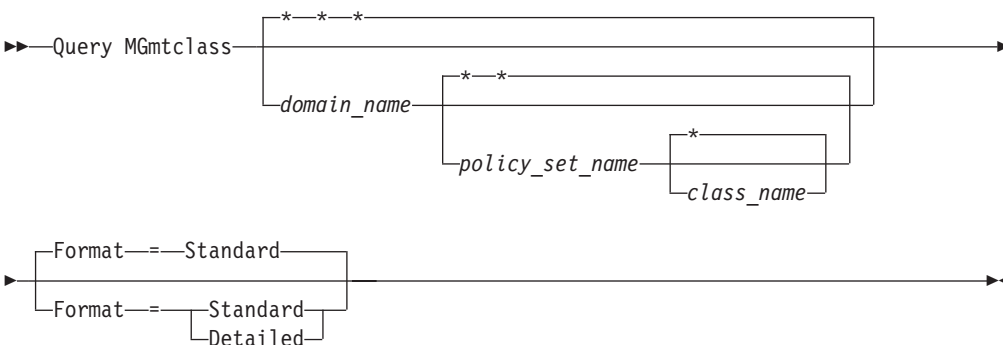 * * *
Query MGmtclass
* *
domain_name
*
policy_set_name
class_name
Format = Standard
Format = Standard
Detailed